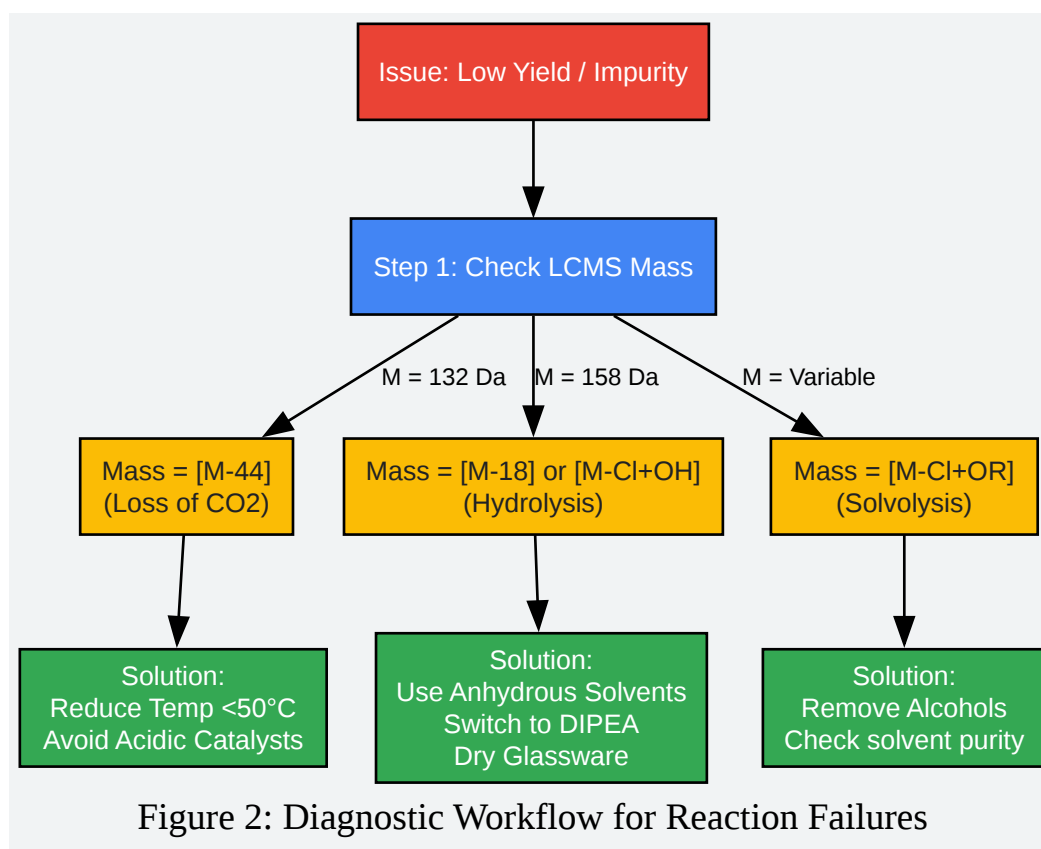 Issue: Low Yield / Impurity
Step 1: Check LCMS Mass
M = 132 Da
M = 158 Da
M = Variable
Mass = [M-44]
(Loss of CO2)
Mass = [M-18] or [M-Cl+OH]
(Hydrolysis)
Mass = [M-Cl+OR]
(Solvolysis)
Solution:
Reduce Temp <50°C
Avoid Acidic Catalysts
Solution:
Use Anhydrous Solvents
Switch to DIPEA
Dry Glassware
Solution:
Remove Alcohols
Check solvent purity
Figure 2: Diagnostic Workflow for Reaction Failures